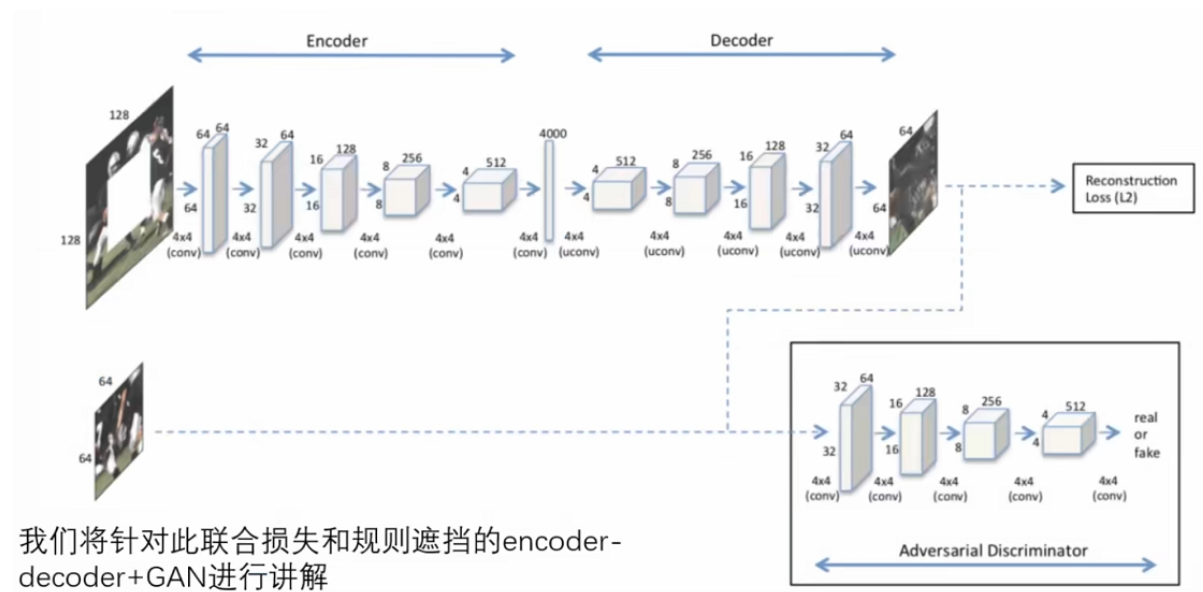 Encoder
Decoder
128
128
64 64
64
4x4
(conv)
32 64
32
4x4
(conv)
16 128
16
4x4
(conv)
8 256
8
4x4
(conv)
4 512
4
4x4
(conv)
4000
4x4
(conv)
4x4
(uconv)
4 512
4
8 256
8
4x4
(uconv)
16 128
16
4x4
(uconv)
32 64
32
4x4
(uconv)
4x4
(uconv)
64
64
Reconstruction
Loss (L2)
64
64
4x4
(conv)
32 64
32
4x4
(conv)
16 128
16
4x4
(conv)
8 256
8
4x4
(conv)
4 512
4
4x4
(conv)
real
or
fake
Adversarial Discriminator
我们将针对此联合损失和规则遮挡的encoder-
decoder+GAN进行讲解